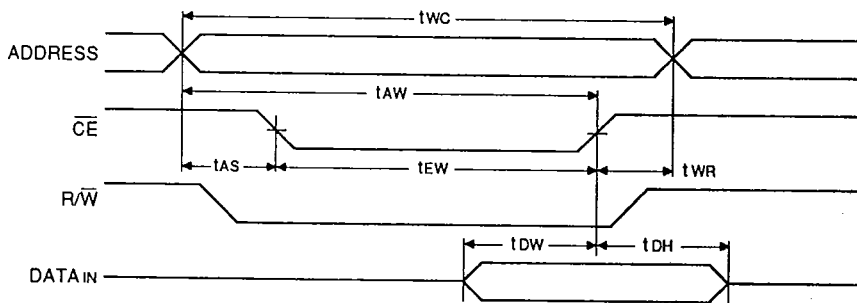 tWC
ADDRESS
tAW
CE
tAS
tEW
tWR
R/W
tDW
tDH
DATA IN